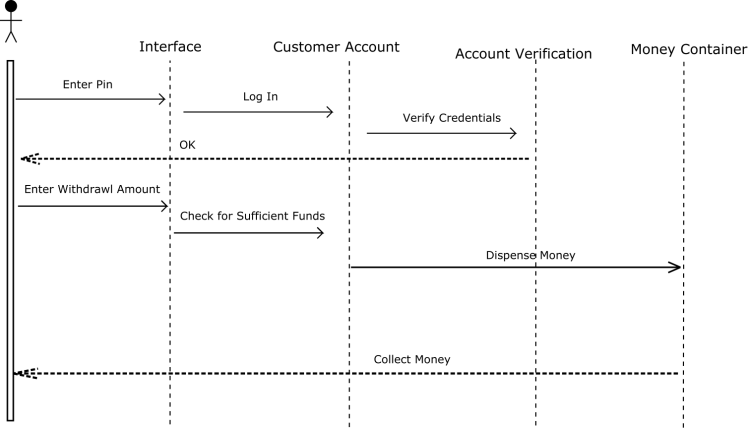 Interface
Customer Account
Account Verification
Money Container
Enter Pin
Log In
Verify Credentials
OK
Enter Withdrawl Amount
Check for Sufficient Funds
Dispense Money
Collect Money